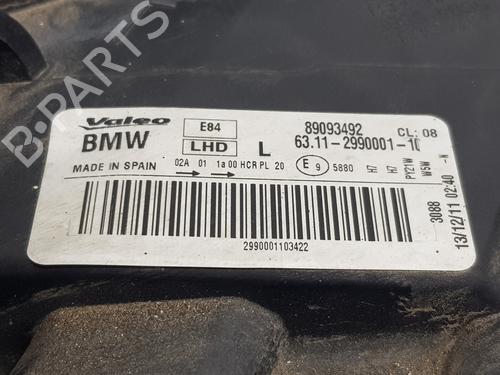 Valeo E84 89093492 CL: 08
BMW LHD L 63.11-2990001-10
MADE IN SPAIN 02A 01 1a 00 HCR PL 20 E 9 5880 H7 H7 PY21W W5W -N
3088
13/12/11 02:40
2990001103422
B-PARTS